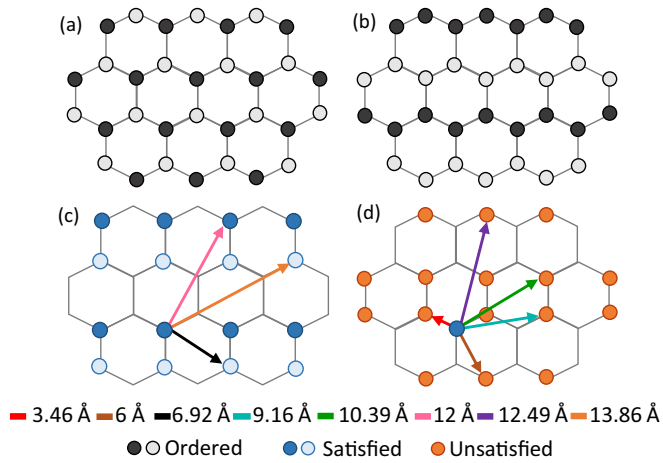 (a)
(b)
(c)
(d)
3.46 Å 6 Å 6.92 Å 9.16 Å 10.39 Å 12 Å 12.49 Å 13.86 Å
Ordered Satisfied Unsatisfied